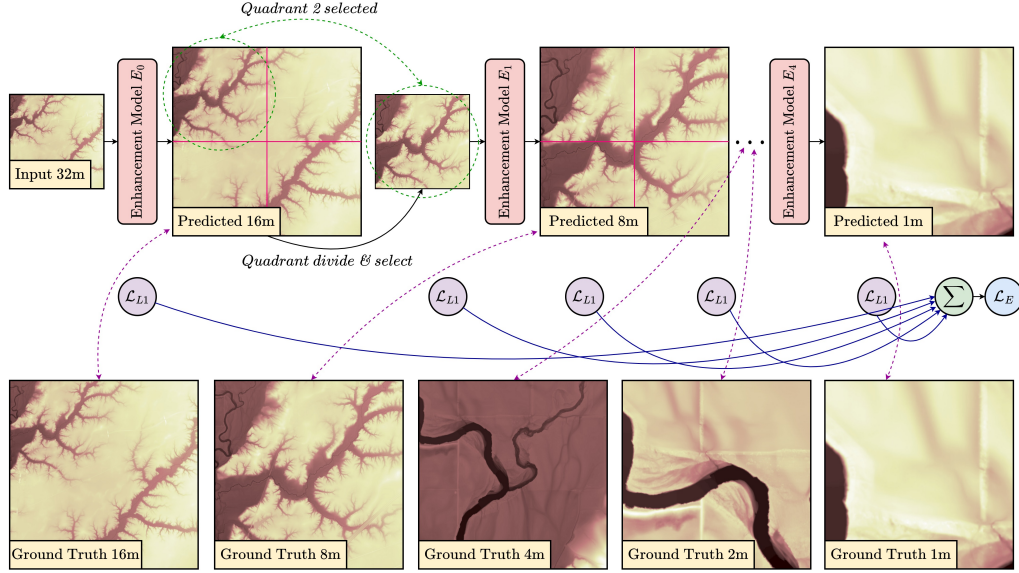 Quadrant 2 selected
Input 32m
Enhancement Model E₀
Predicted 16m
Enhancement Model E₁
Predicted 8m
...
Enhancement Model E₄
Predicted 1m
Quadrant divide & select
ℒ_L1
ℒ_L1
ℒ_L1
ℒ_L1
ℒ_L1
∑
ℒ_E
Ground Truth 16m
Ground Truth 8m
Ground Truth 4m
Ground Truth 2m
Ground Truth 1m